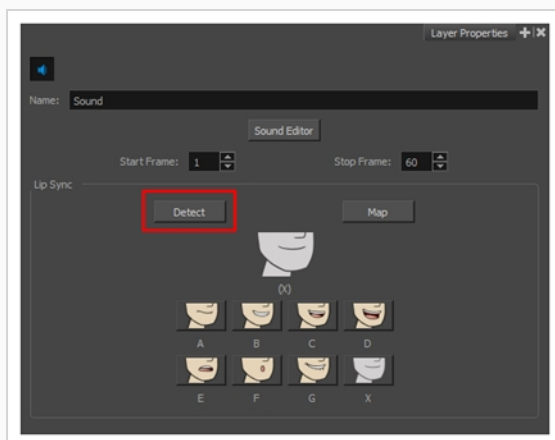 Layer Properties
Name: Sound
Sound Editor
Start Frame: 1 Stop Frame: 60
Lip Sync
Detect Map
(X)
A B C D
E F G X